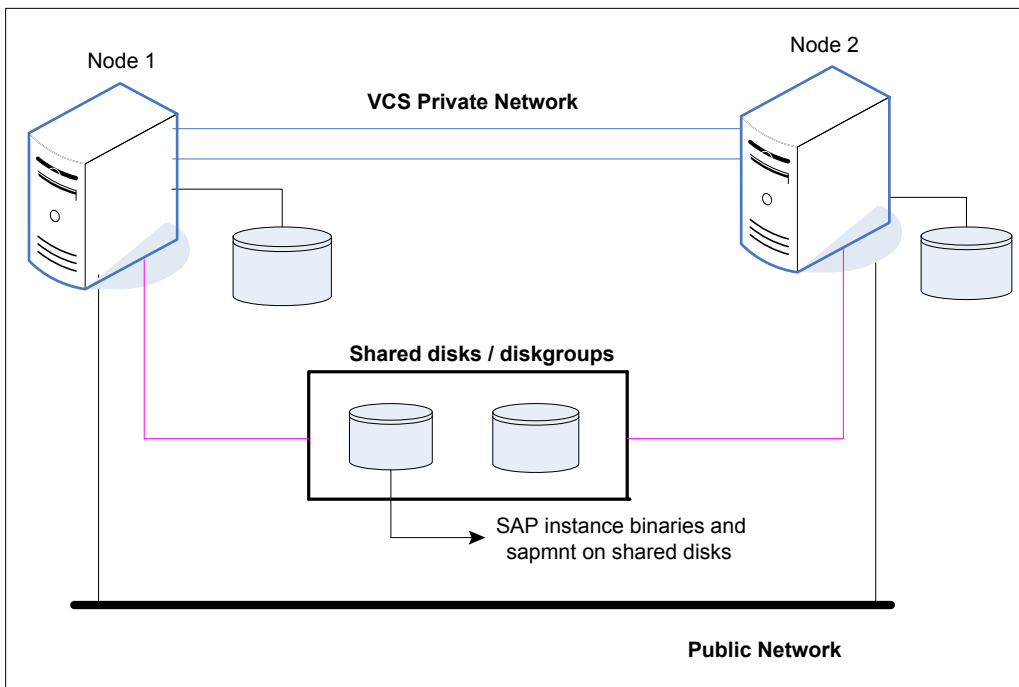 Node 1
Node 2
VCS Private Network
Shared disks / diskgroups
SAP instance binaries and
sapmnt on shared disks
Public Network